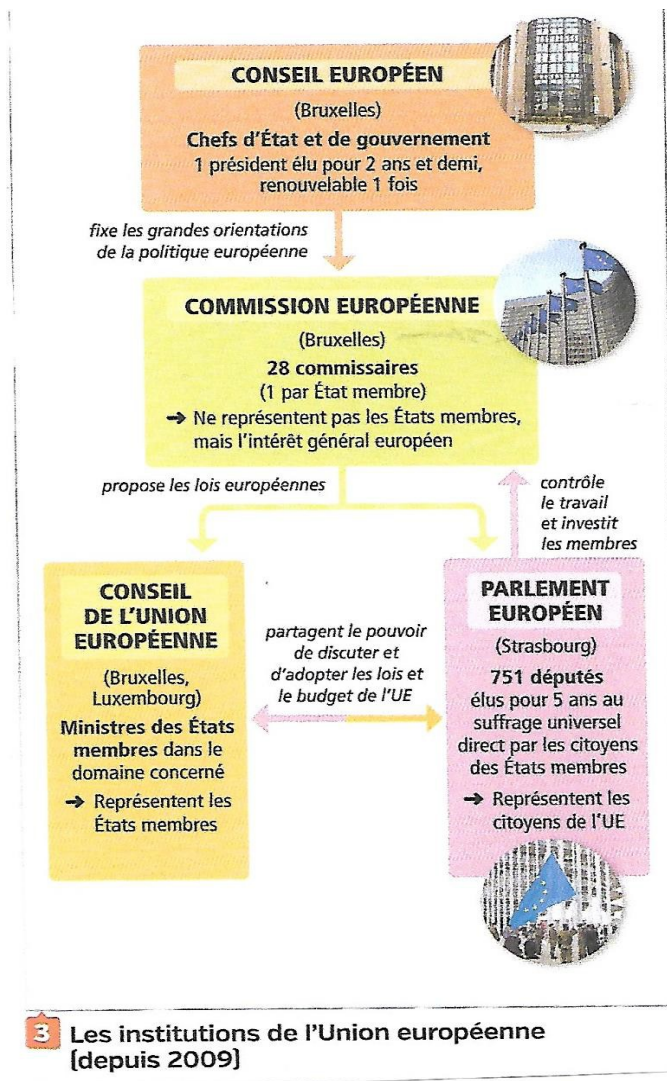 CONSEIL EUROPÉEN
(Bruxelles)
Chefs d'État et de gouvernement
1 président élu pour 2 ans et demi,
renouvelable 1 fois
fixe les grandes orientations
de la politique européenne
COMMISSION EUROPÉENNE
(Bruxelles)
28 commissaires
(1 par État membre)
→ Ne représentent pas les États membres,
mais l'intérêt général européen
propose les lois européennes
contrôle
le travail
et investit
les membres
CONSEIL
DE L'UNION
EUROPÉENNE
(Bruxelles,
Luxembourg)
Ministres des États
membres dans le
domaine concerné
→ Représentent les
États membres
partagent le pouvoir
de discuter et
d'adopter les lois et
le budget de l'UE
PARLEMENT
EUROPÉEN
(Strasbourg)
751 députés
élus pour 5 ans au
suffrage universel
direct par les citoyens
des États membres
→ Représentent les
citoyens de l'UE
3 Les institutions de l'Union européenne
(depuis 2009)